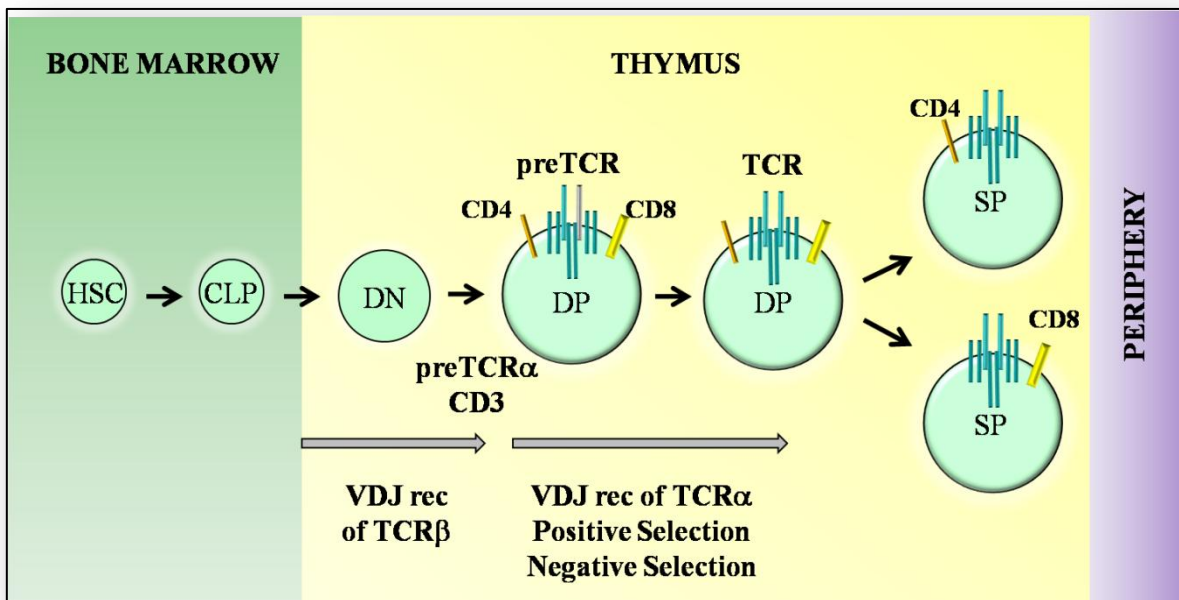 BONE MARROW
THYMUS
PERIPHERY
HSC
CLP
DN
preTCR
CD4
CD8
DP
TCR
DP
CD4
SP
CD8
SP
preTCRα
CD3
VDJ rec
of TCRβ
VDJ rec of TCRα
Positive Selection
Negative Selection